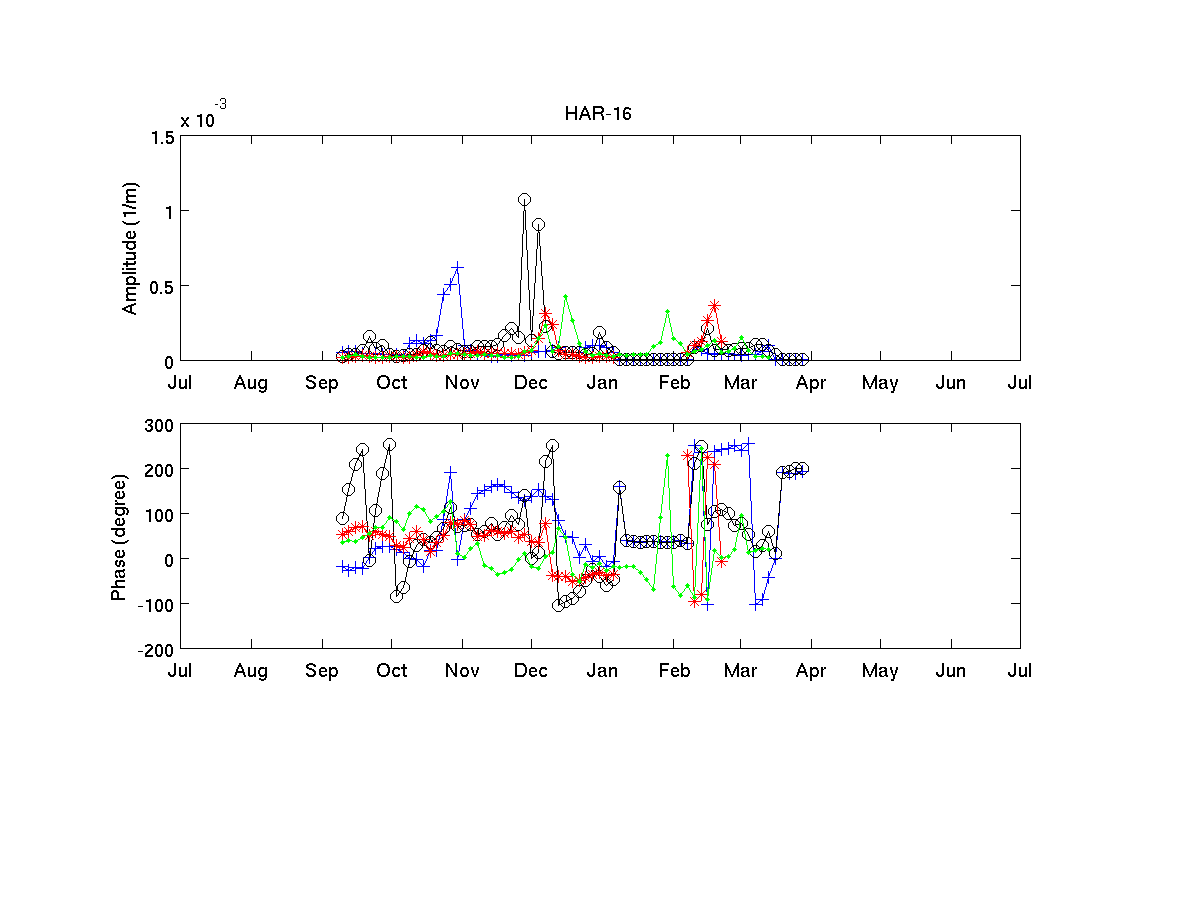 HAR-16
x 10-3
Amplitude (1/m)
1.5
1
0.5
0
Jul Aug Sep Oct Nov Dec Jan Feb Mar Apr May Jun Jul
Phase (degree)
300
200
100
0
-100
-200
Jul Aug Sep Oct Nov Dec Jan Feb Mar Apr May Jun Jul